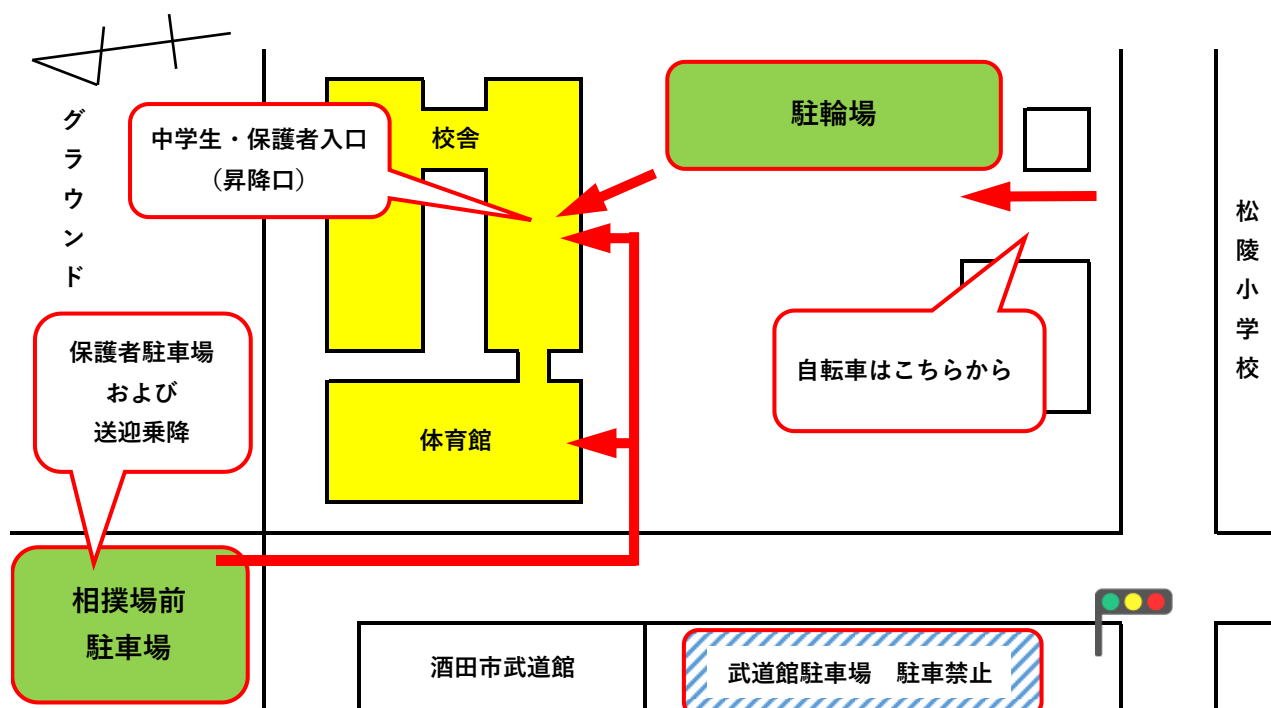 グラウンド
中学生・保護者入口
（昇降口）
校舎
駐輪場
松陵小学校
保護者駐車場
および
送迎乗降
自転車はこちらから
体育館
相撲場前
駐車場
酒田市武道館
武道館駐車場　駐車禁止